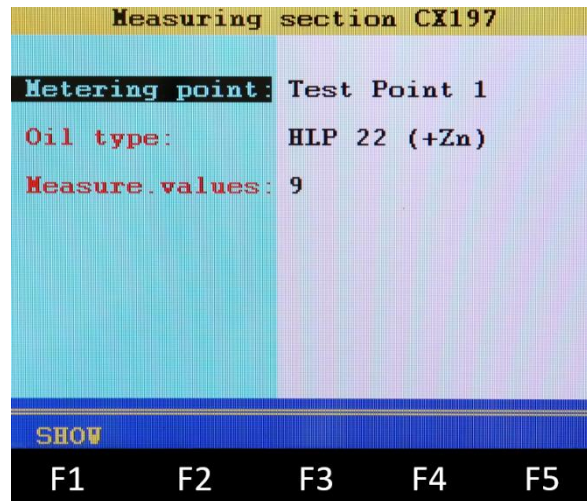 Measuring section CX197
Metering point: Test Point 1
Oil type: HLP 22 (+Zn)
Measure.values: 9
SHOW
F1 F2 F3 F4 F5